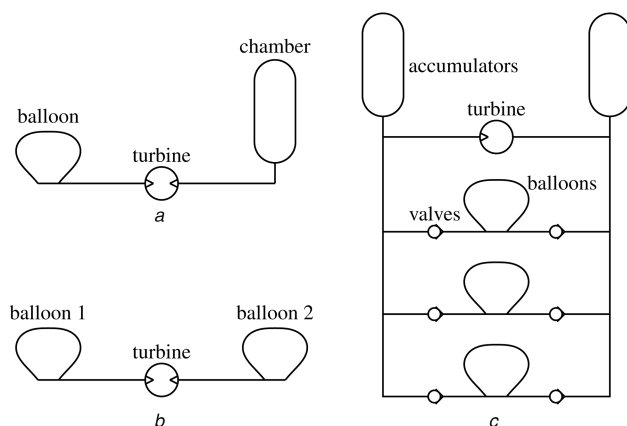 chamber
balloon
turbine
a
balloon 1
balloon 2
turbine
b
accumulators
turbine
balloons
valves
c